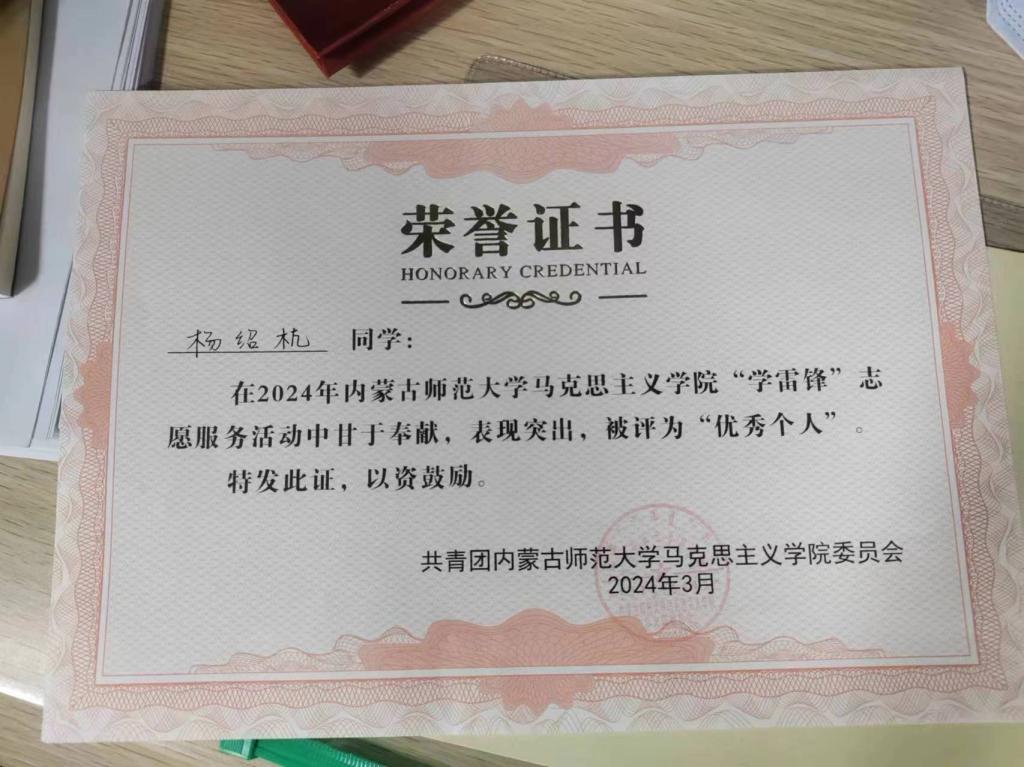 荣誉证书
HONORARY CREDENTIAL
杨绍杭 同学：
在2024年内蒙古师范大学马克思主义学院“学雷锋”志
愿服务活动中甘于奉献，表现突出，被评为“优秀个人”。
特发此证，以资鼓励。
共青团内蒙古师范大学马克思主义学院委员会
2024年3月